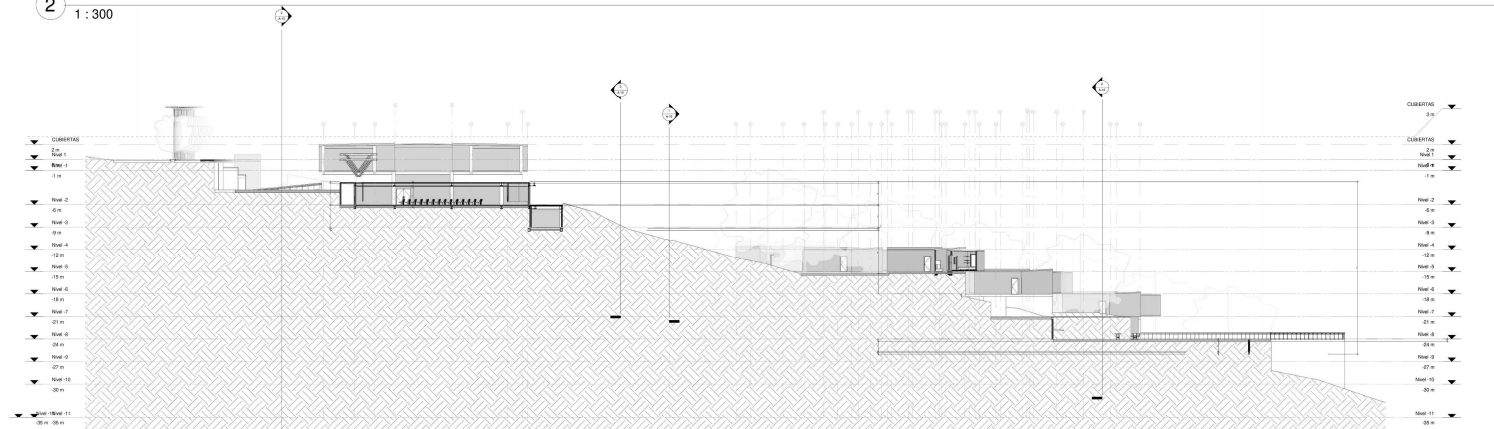 2
1 : 300
CUBIERTAS
2 m
Nivel 1
Nivel -1
-1 m
Nivel -2
-6 m
Nivel -3
-9 m
Nivel -4
-12 m
Nivel -5
-15 m
Nivel -6
-18 m
Nivel -7
-21 m
Nivel -8
-24 m
Nivel -9
-27 m
Nivel -10
-30 m
Nivel -11
-35 m -35 m
CUBIERTAS
3 m
CUBIERTAS
2 m
Nivel 1
-1 m
Nivel -2
-6 m
Nivel -3
-9 m
Nivel -4
-12 m
Nivel -5
-15 m
Nivel -6
-18 m
Nivel -7
-21 m
Nivel -8
-24 m
Nivel -9
-27 m
Nivel -10
-30 m
Nivel -11
-35 m